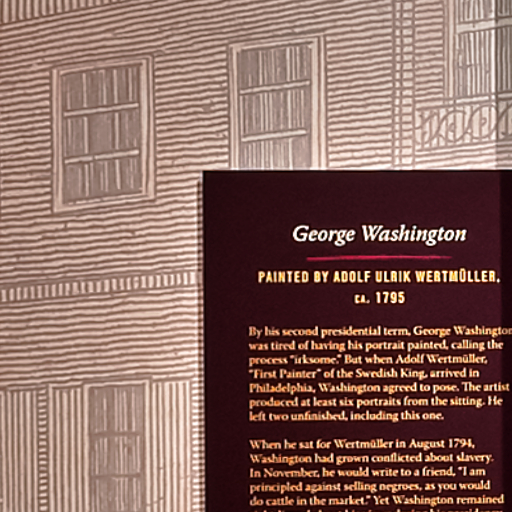 George Washington
PAINTED BY ADOLF ULRIK WERTMÜLLER,
CA. 1795
By his second presidential term, George Washington
was tired of having his portrait painted, calling the
process "irksome." But when Adolf Wertmüller,
"First Painter" of the Swedish King, arrived in
Philadelphia, Washington agreed to pose. The artist
produced at least six portraits from the sitting. He
left two unfinished, including this one.
When he sat for Wertmüller in August 1794,
Washington had grown conflicted about slavery.
In November, he would write to a friend, "I am
principled against selling negroes, as you would
do cattle in the market." Yet Washington remained